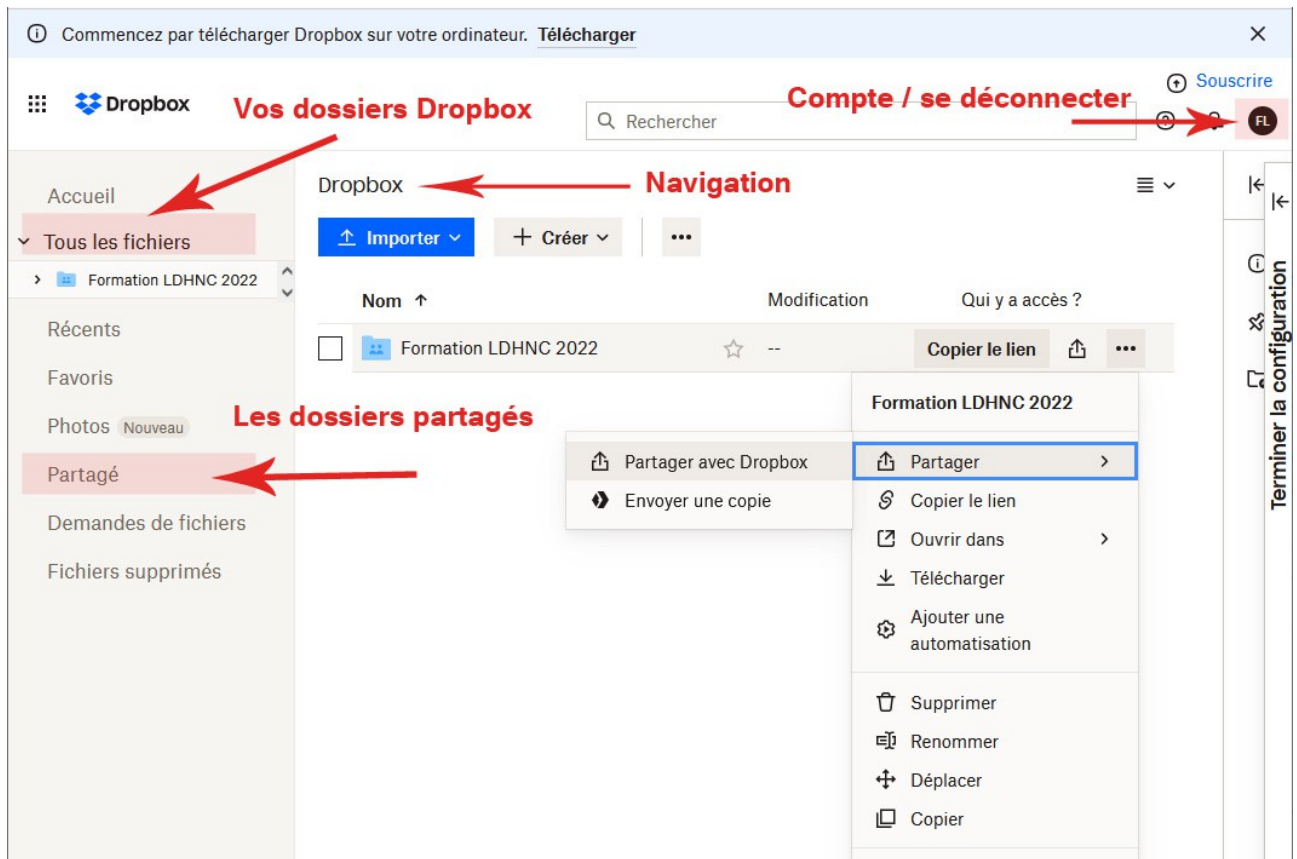 Commencez par télécharger Dropbox sur votre ordinateur. Télécharger
Souscrire
Dropbox
Vos dossiers Dropbox
Rechercher
Compte / se déconnecter
FL
Accueil
Tous les fichiers
Formation LDHNC 2022
Récents
Favoris
Photos Nouveau
Partagé
Demandes de fichiers
Fichiers supprimés
Les dossiers partagés
Dropbox
Navigation
Importer
Créer
Nom
Modification
Qui y a accès ?
Formation LDHNC 2022
--
Copier le lien
Formation LDHNC 2022
Partager avec Dropbox
Envoyer une copie
Partager
Copier le lien
Ouvrir dans
Télécharger
Ajouter une
automatisation
Supprimer
Renommer
Déplacer
Copier
Terminer la configuration